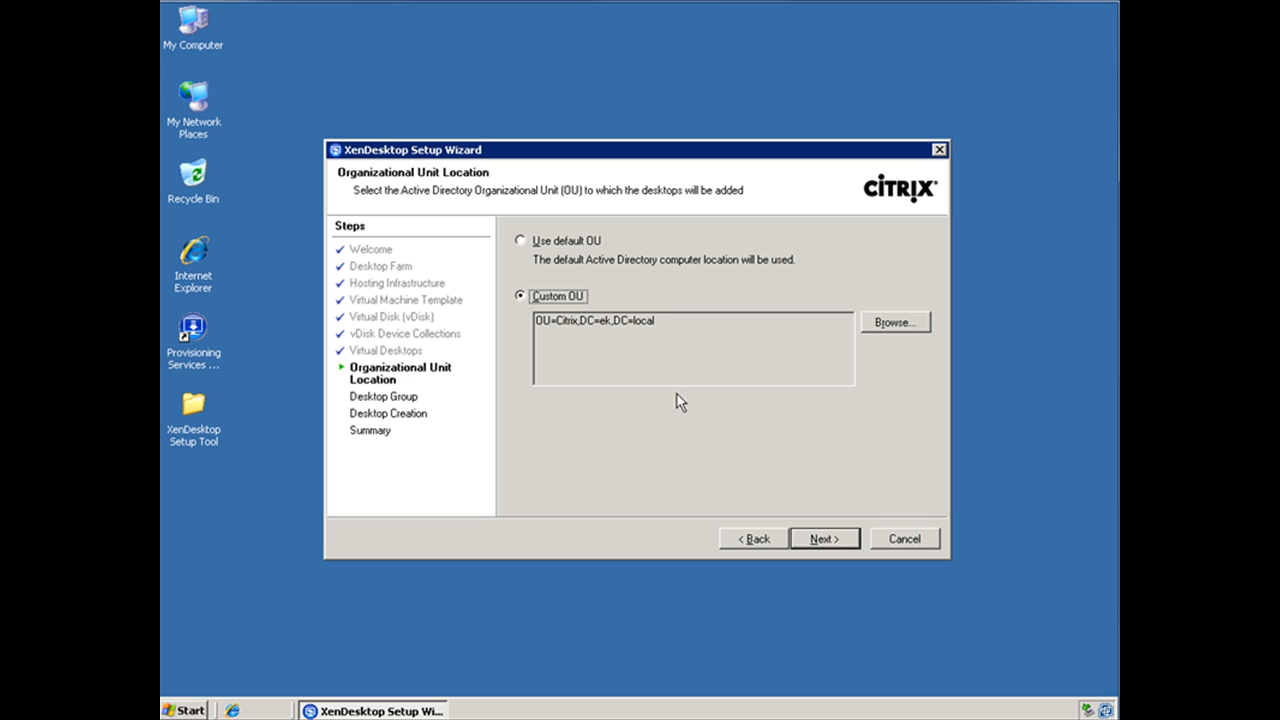 My Computer
My Network
Places
Recycle Bin
Internet
Explorer
Provisioning
Services ...
XenDesktop
Setup Tool
XenDesktop Setup Wizard
Organizational Unit Location
Select the Active Directory Organizational Unit (OU) to which the desktops will be added
CITRIX
Steps
Welcome
Desktop Farm
Hosting Infrastructure
Virtual Machine Template
Virtual Disk (vDisk)
vDisk Device Collections
Virtual Desktops
Organizational Unit
Location
Desktop Group
Desktop Creation
Summary
Use default OU
The default Active Directory computer location will be used.
Custom OU
OU=Citrix,DC=ek,DC=local
Browse...
< Back
Next >
Cancel
Start
XenDesktop Setup Wi...